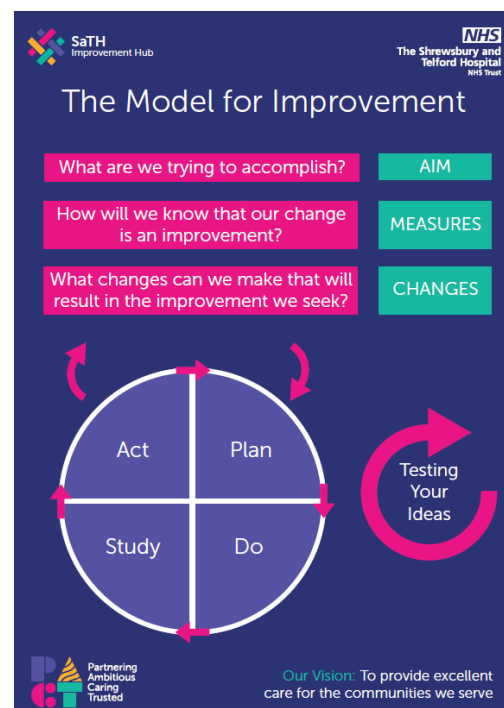 SaTH
Improvement Hub
NHS
The Shrewsbury and
Telford Hospital
NHS Trust
The Model for Improvement
What are we trying to accomplish?
AIM
How will we know that our change
is an improvement?
MEASURES
What changes can we make that will
result in the improvement we seek?
CHANGES
Act
Plan
Study
Do
Testing
Your
Ideas
Partnering
Ambitious
Caring
Trusted
Our Vision: To provide excellent
care for the communities we serve